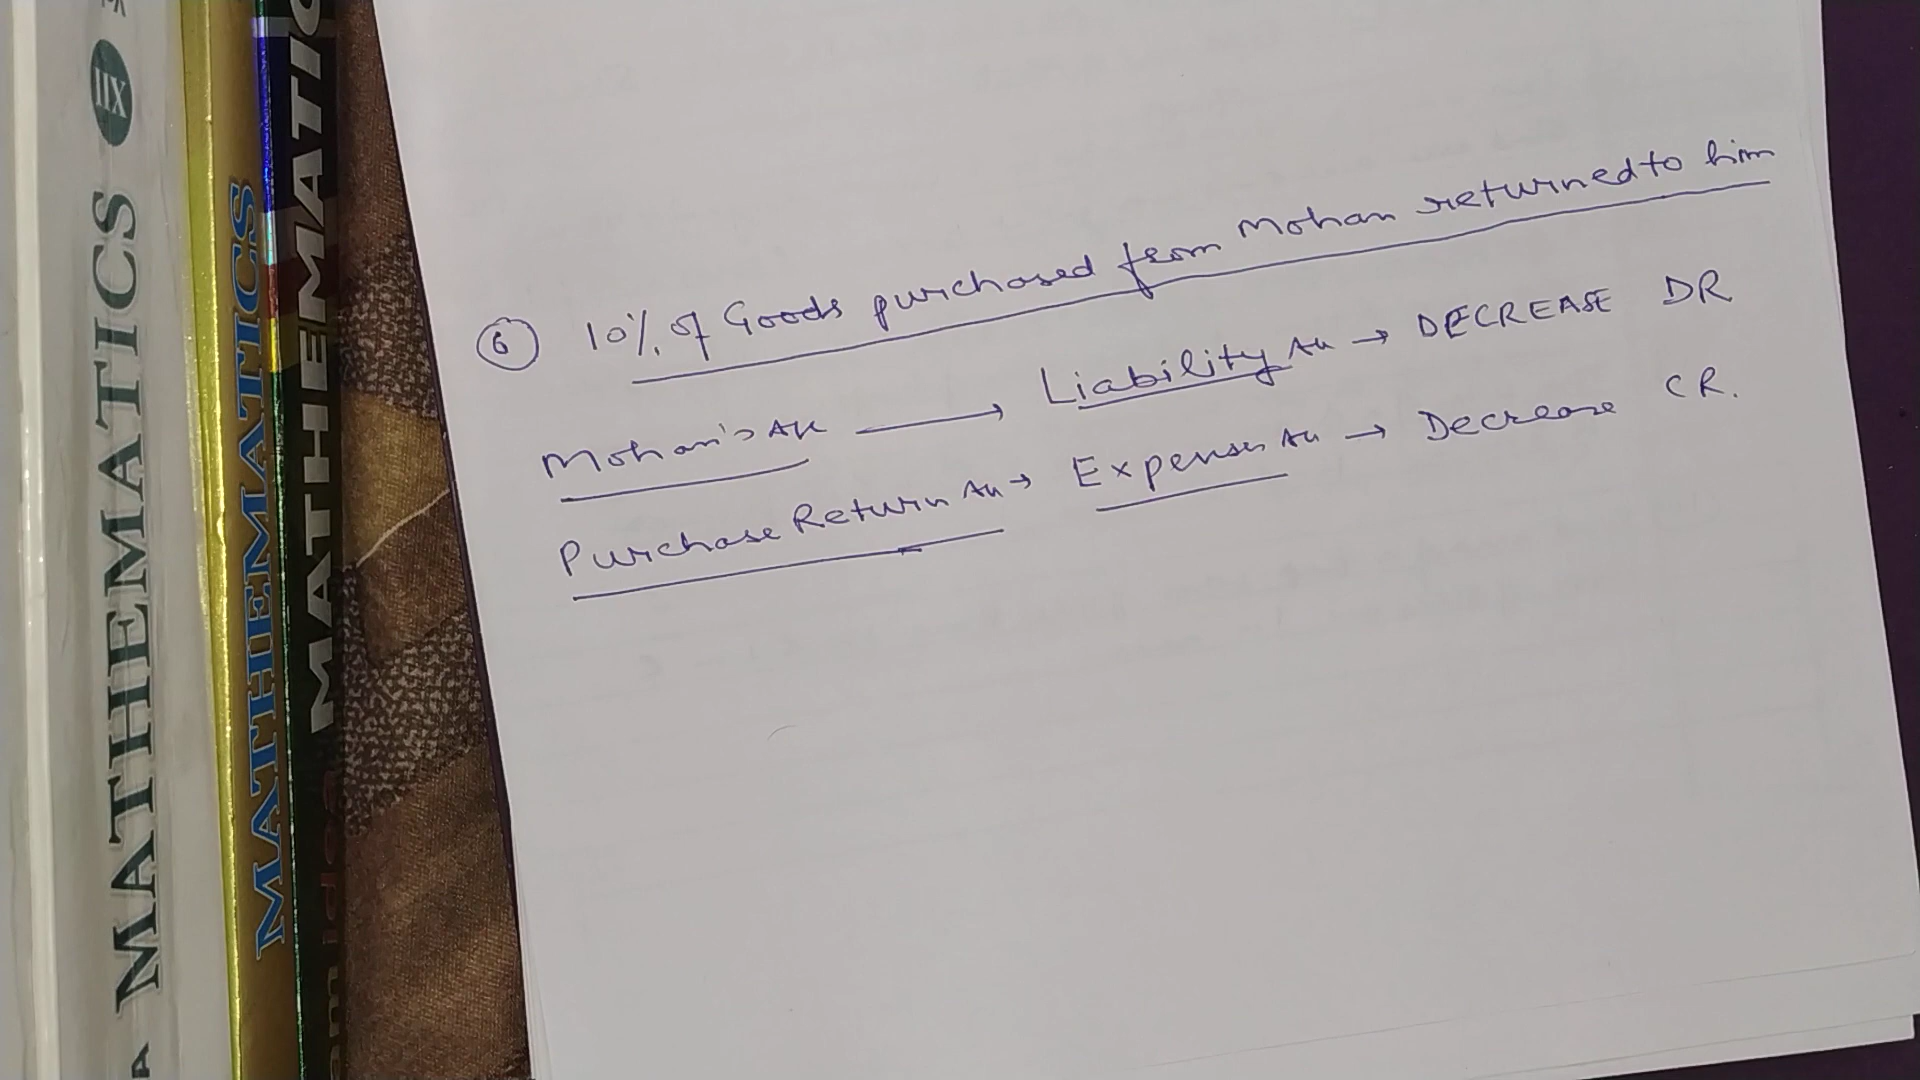 MATHEMATICS XII
MATHEMATICS
MATHEMATIC
⑥ 10% of Goods purchased from Mohan returned to him
Mohan's A/c → Liability A/c → DECREASE DR
Purchase Return A/c → Expenses A/c → Decrease CR.